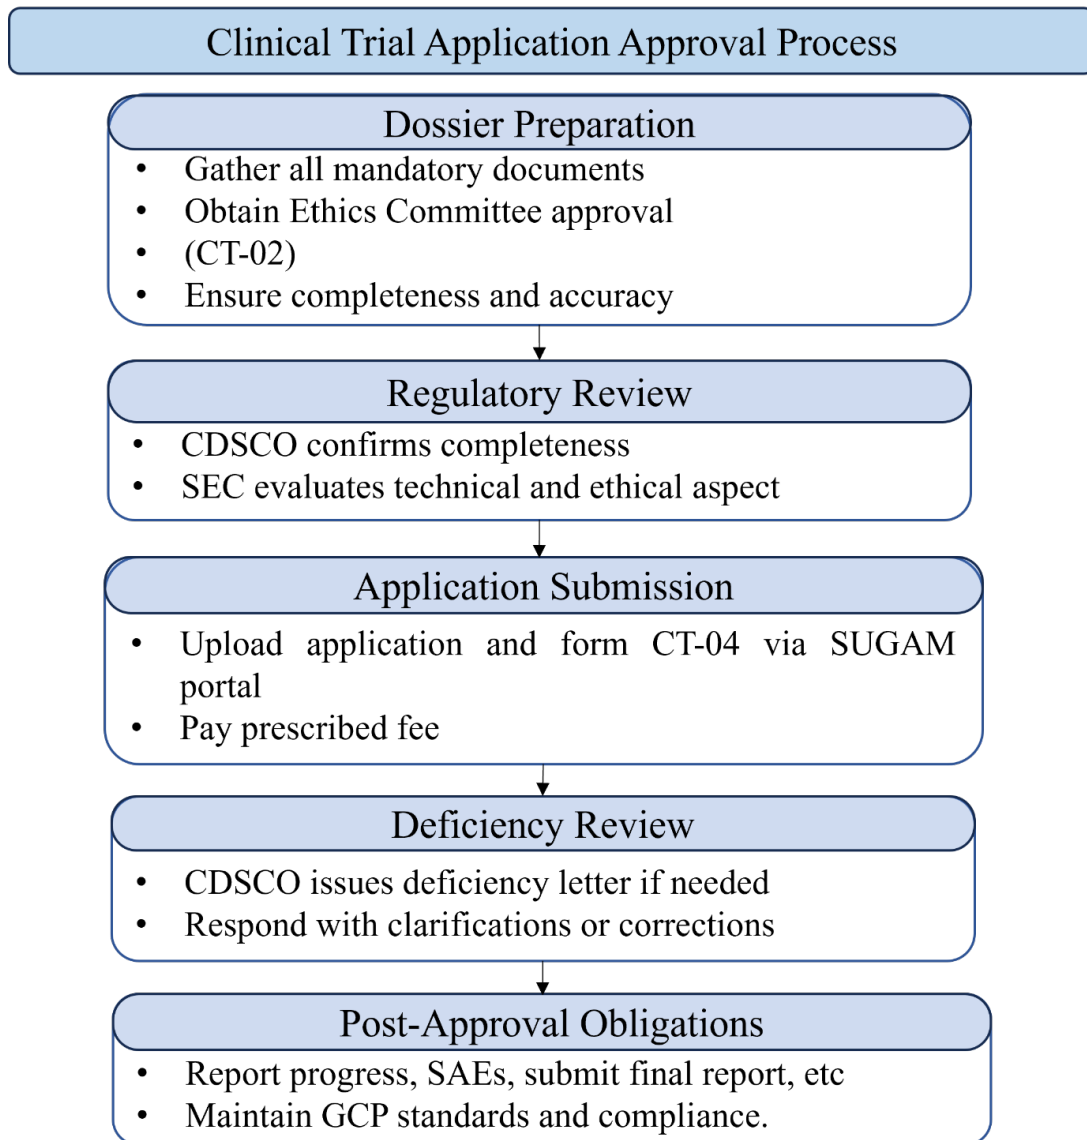 Clinical Trial Application Approval Process
Dossier Preparation
• Gather all mandatory documents
• Obtain Ethics Committee approval
• (CT-02)
• Ensure completeness and accuracy
Regulatory Review
• CDSCO confirms completeness
• SEC evaluates technical and ethical aspect
Application Submission
• Upload application and form CT-04 via SUGAM
portal
• Pay prescribed fee
Deficiency Review
• CDSCO issues deficiency letter if needed
• Respond with clarifications or corrections
Post-Approval Obligations
• Report progress, SAEs, submit final report, etc
• Maintain GCP standards and compliance.